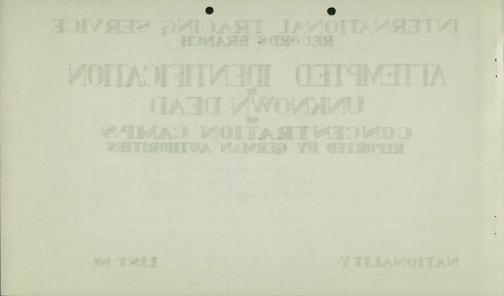 INTERNATIONAL TRACING SERVICE
RECORDS BRANCH
ATTEMPTED IDENTIFICATION
OF
UNKNOWN DEAD
OF
CONCENTRATION CAMPS
REPORTED BY GERMAN AUTHORITIES
NATIONALITY LIST Nº